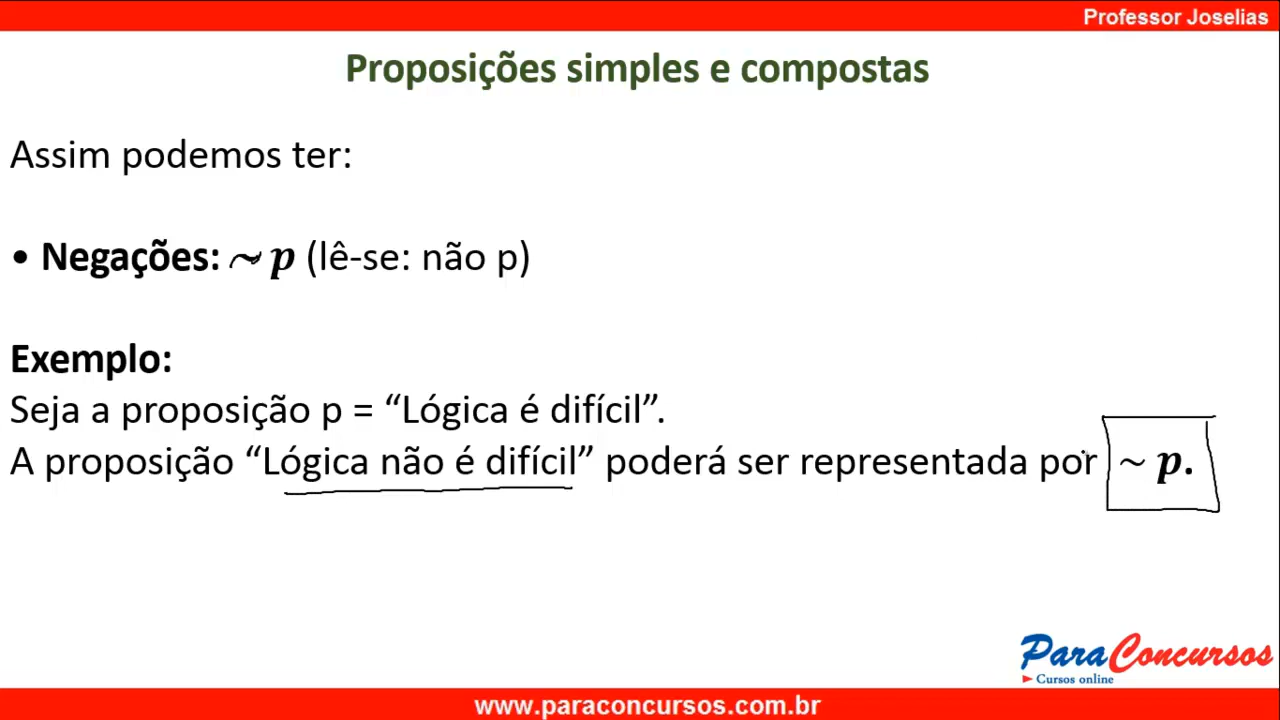 Professor Joselias
Proposições simples e compostas
Assim podemos ter:
• Negações: ~ p (lê-se: não p)
Exemplo:
Seja a proposição p = “Lógica é difícil”.
A proposição “Lógica não é difícil” poderá ser representada por ~ p.
ParaConcursos
Cursos online
www.paraconcursos.com.br